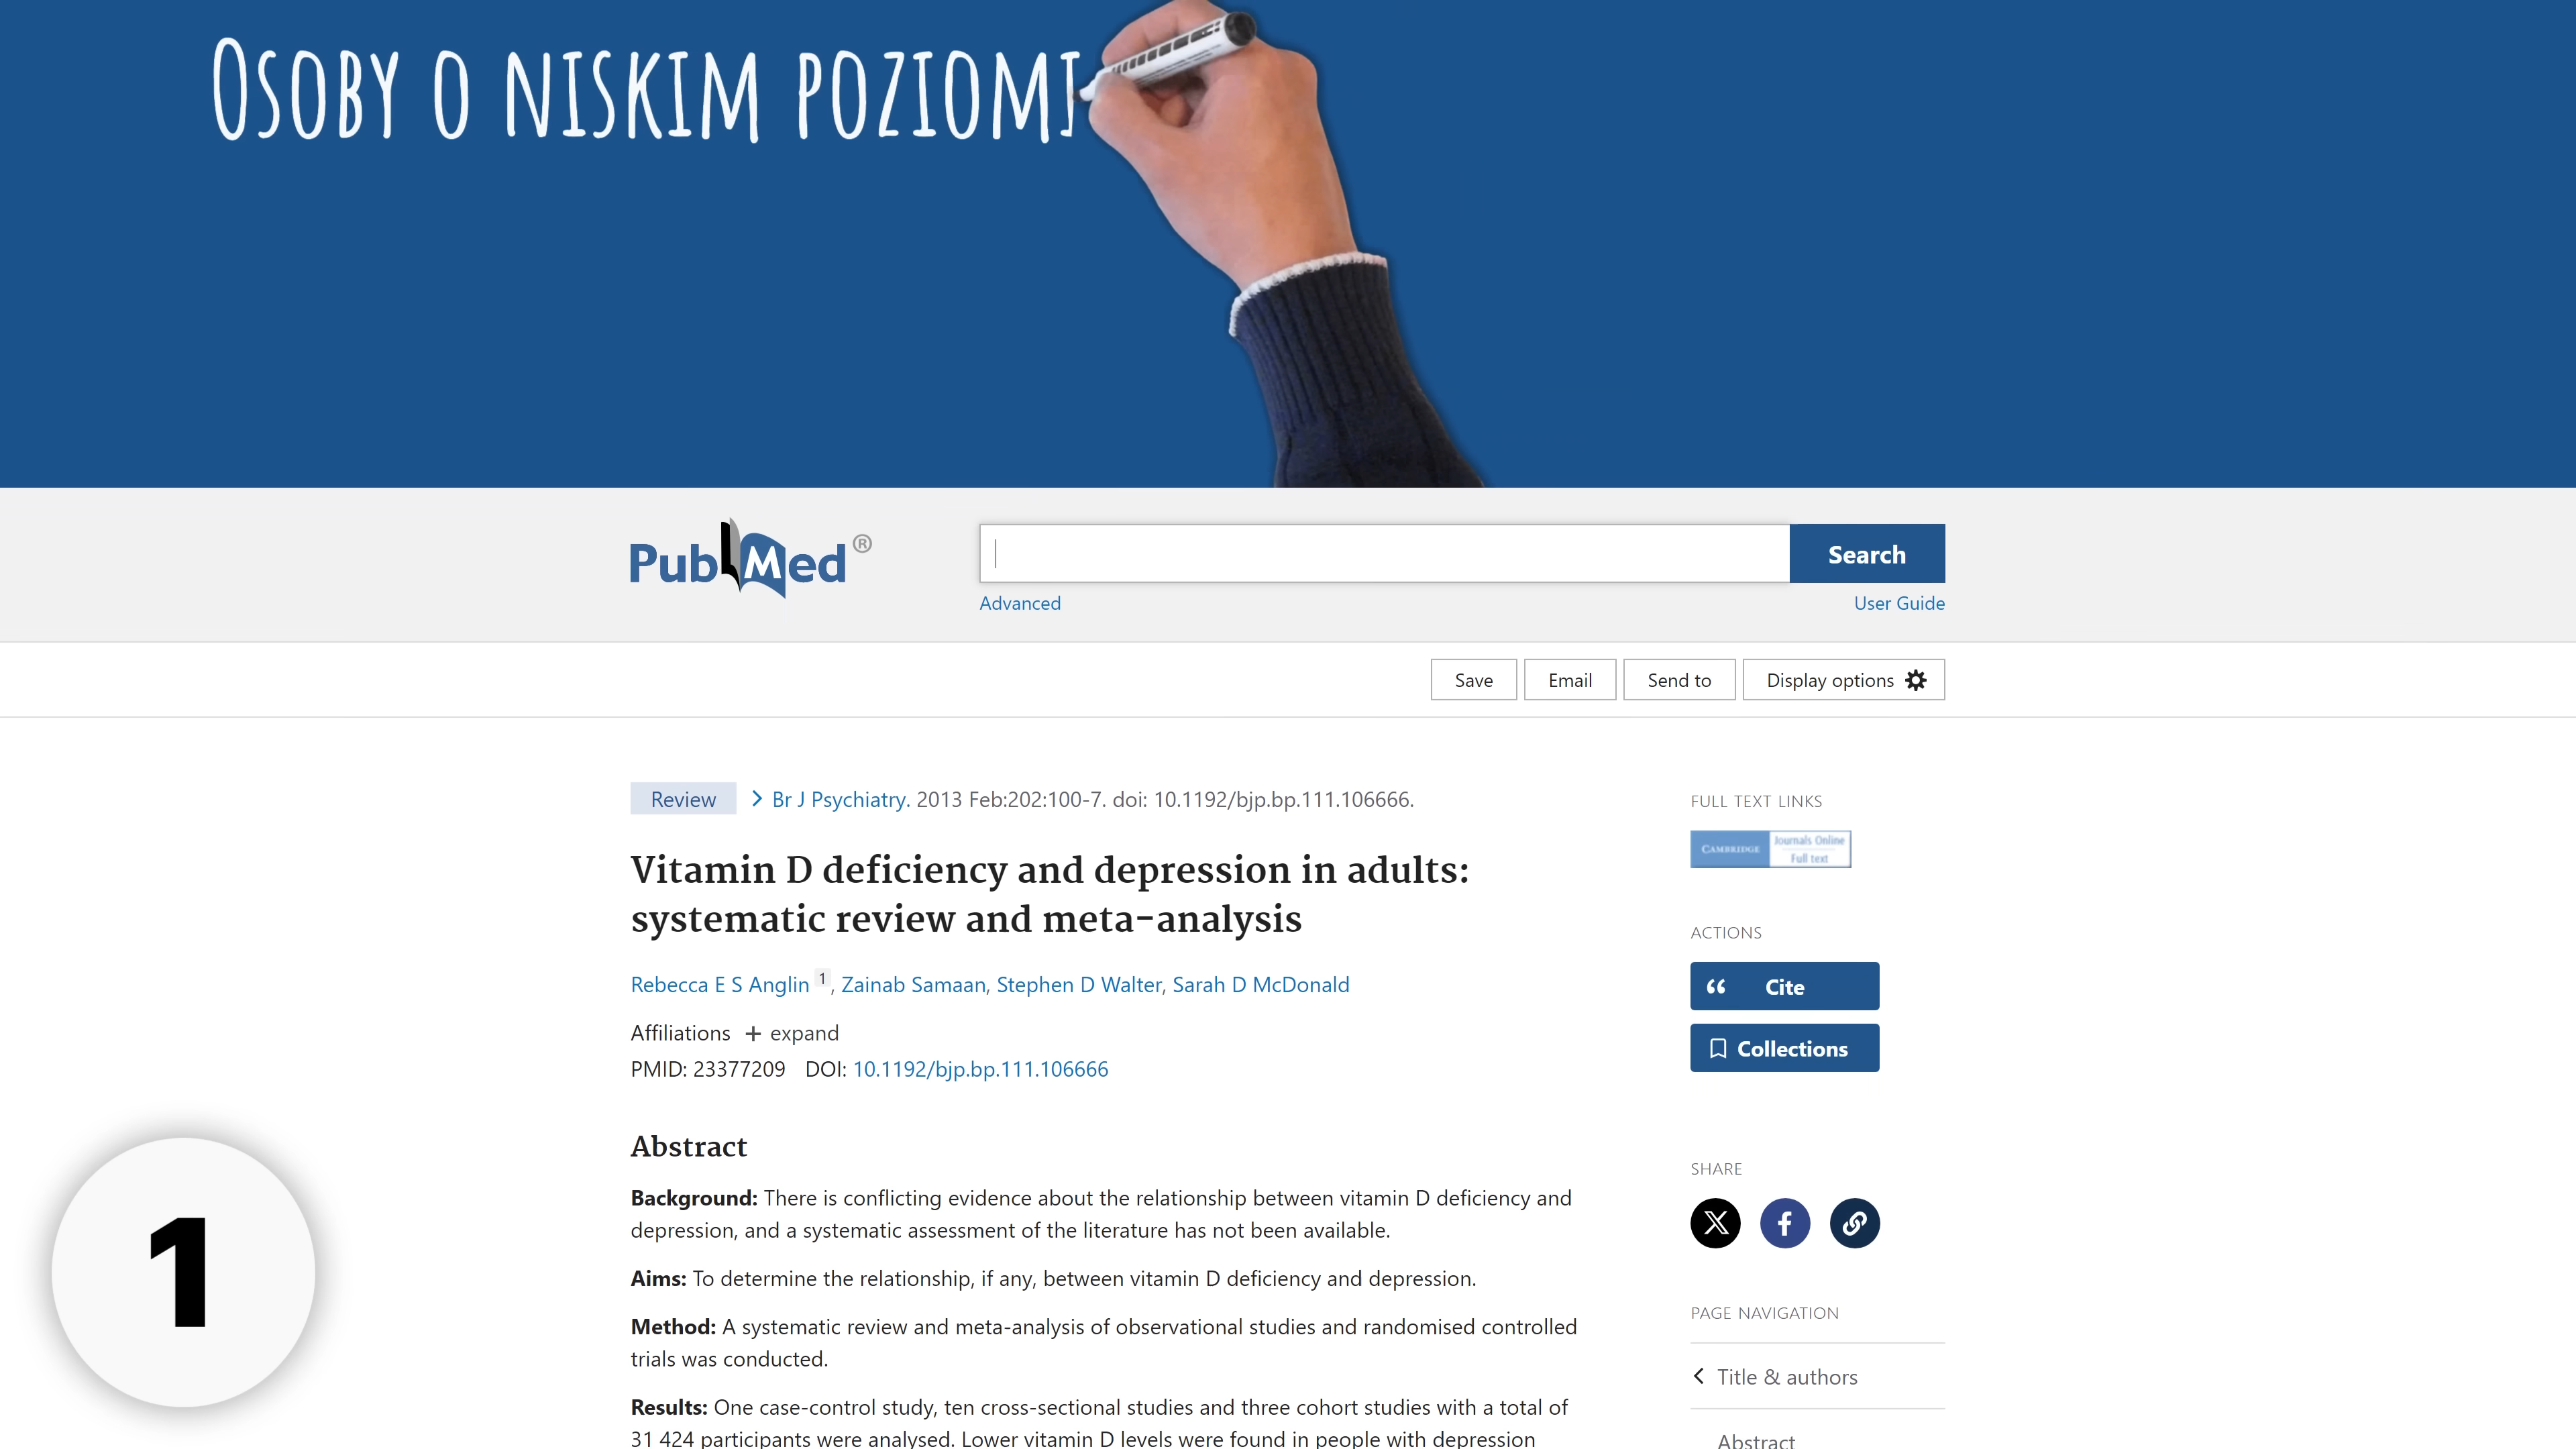 OSOBY O NISKIM POZIOMI
PubMed®
Search
Advanced
User Guide
Save
Email
Send to
Display options
Review
Br J Psychiatry. 2013 Feb:202:100-7. doi: 10.1192/bjp.bp.111.106666.
Vitamin D deficiency and depression in adults:
systematic review and meta-analysis
Rebecca E S Anglin 1, Zainab Samaan, Stephen D Walter, Sarah D McDonald
Affiliations + expand
PMID: 23377209 DOI: 10.1192/bjp.bp.111.106666
Abstract
Background: There is conflicting evidence about the relationship between vitamin D deficiency and
depression, and a systematic assessment of the literature has not been available.
Aims: To determine the relationship, if any, between vitamin D deficiency and depression.
Method: A systematic review and meta-analysis of observational studies and randomised controlled
trials was conducted.
Results: One case-control study, ten cross-sectional studies and three cohort studies with a total of
31 424 participants were analysed. Lower vitamin D levels were found in people with depression
FULL TEXT LINKS
CAMBRIDGE
Journals Online
Full text
ACTIONS
Cite
Collections
SHARE
PAGE NAVIGATION
Title & authors
Abstract
1